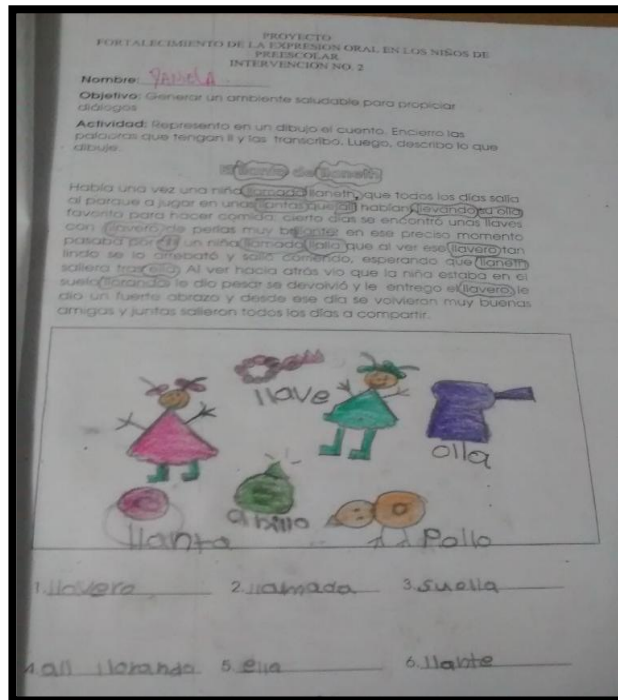 PROYECTO
FORTALECIMIENTO DE LA EXPRESION ORAL EN LOS NIÑOS DE
PREESCOLAR
INTERVENCIÓN NO. 2
Nombre:
Objetivo: Generar un ambiente saludable para propiciar
diálogos
Actividad: Represento en un dibujo el cuento. Encierro las
palabras que tengan ll y las transcribo. Luego, describo lo que
dibuje.
El llanto de llaneth
Había una vez una niña llamada llaneth, que todos los días salía
al parque a jugar en unas llantas que allí habían, llevando su olla
favorita para hacer comida; cierto días se encontró unas llaves
con llavero de perlas muy brillante; en ese preciso momento
pasaba por allí un niña llamada llalla que al ver ese llavero tan
lindo se lo arrebató y salió corriendo, esperando que llaneth
saliera tras ella. Al ver hacia atrás vio que la niña estaba en el
suelo llorando, le dio pesar se devolvió y le entrego el llavero, le
dio un fuerte abrazo y desde ese día se volvieron muy buenas
amigas y juntas salieron todos los días a compartir.
llave
olla
llanta
Pollo
1. llavero 2. llamada 3. suella
4. all llorando 5. ella 6. llante